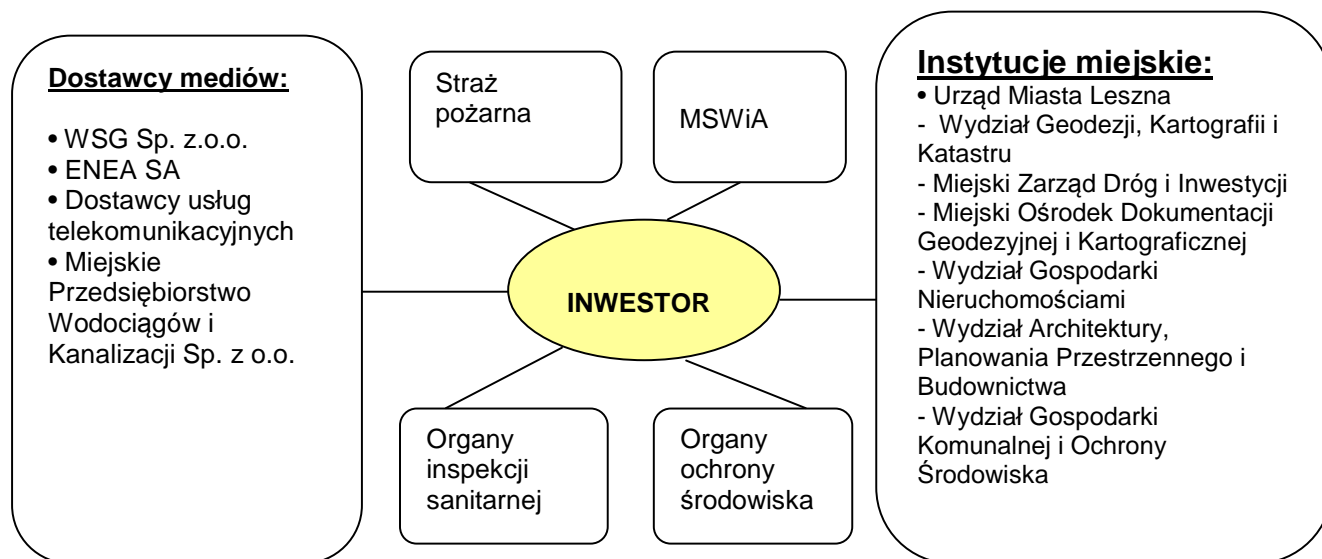 Dostawcy mediów:
• WSG Sp. z.o.o.
• ENEA SA
• Dostawcy usług
telekomunikacyjnych
• Miejskie
Przedsiębiorstwo
Wodociągów i
Kanalizacji Sp. z o.o.
Straż
pożarna
MSWiA
INWESTOR
Organy
inspekcji
sanitarnej
Organy
ochrony
środowiska
Instytucje miejskie:
• Urząd Miasta Leszna
- Wydział Geodezji, Kartografii i
Katastru
- Miejski Zarząd Dróg i Inwestycji
- Miejski Ośrodek Dokumentacji
Geodezyjnej i Kartograficznej
- Wydział Gospodarki
Nieruchomościami
- Wydział Architektury,
Planowania Przestrzennego i
Budownictwa
- Wydział Gospodarki
Komunalnej i Ochrony
Środowiska